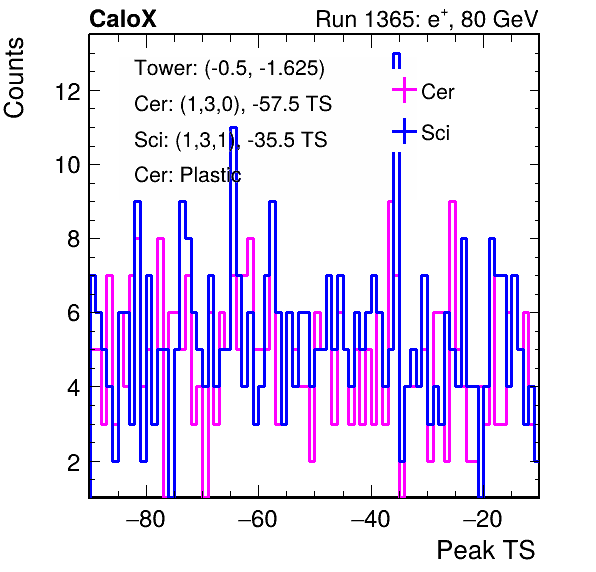 CaloX Run 1365: e⁺, 80 GeV
Counts
Tower: (-0.5, -1.625)
Cer: (1,3,0), -57.5 TS
Sci: (1,3,1), -35.5 TS
Cer: Plastic
Cer
Sci
12
10
8
6
4
2
−80 −60 −40 −20
Peak TS